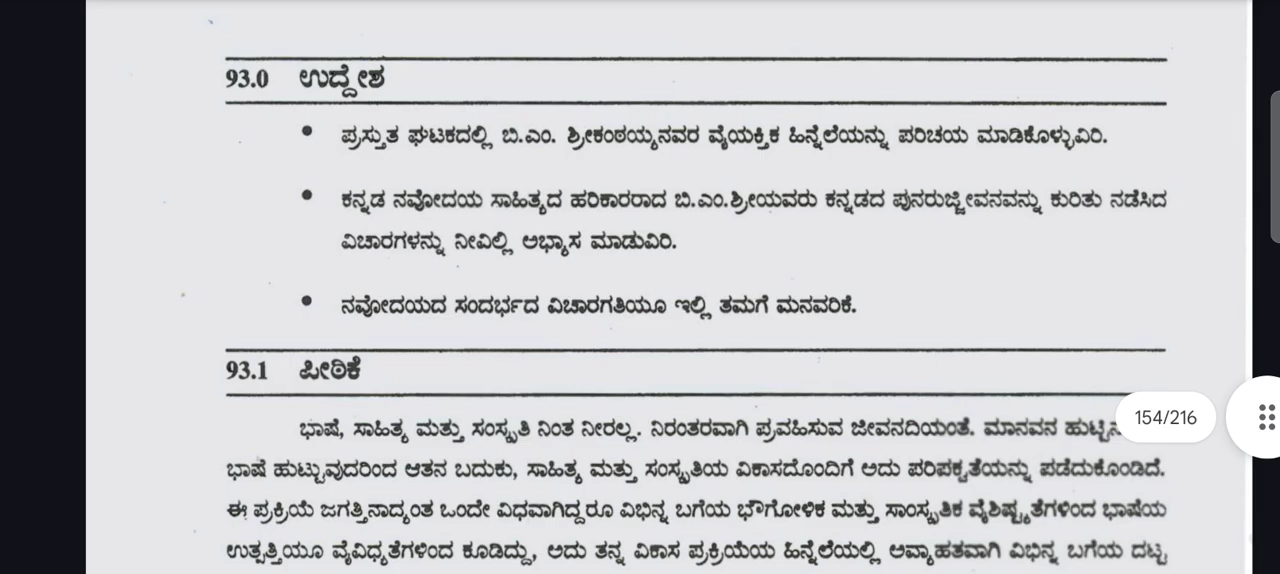 93.0 ಉದ್ದೇಶ
• ಪ್ರಸ್ತುತ ಘಟಕದಲ್ಲಿ ಬಿ.ಎಂ. ಶ್ರೀಕಂಠಯ್ಯನವರ ವೈಯಕ್ತಿಕ ಹಿನ್ನೆಲೆಯನ್ನು ಪರಿಚಯ ಮಾಡಿಕೊಳ್ಳುವಿರಿ.
• ಕನ್ನಡ ನವೋದಯ ಸಾಹಿತ್ಯದ ಹರಿಕಾರರಾದ ಬಿ.ಎಂ.ಶ್ರೀಯವರು ಕನ್ನಡದ ಪುನರುಜ್ಜೀವನವನ್ನು ಕುರಿತು ನಡೆಸಿದ
ವಿಚಾರಗಳನ್ನು ನೀವಿಲ್ಲಿ ಅಭ್ಯಾಸ ಮಾಡುವಿರಿ.
• ನವೋದಯದ ಸಂದರ್ಭದ ವಿಚಾರಗತಿಯೂ ಇಲ್ಲಿ ತಮಗೆ ಮನವರಿಕೆ.
93.1 ಪೀಠಿಕೆ
ಭಾಷೆ, ಸಾಹಿತ್ಯ ಮತ್ತು ಸಂಸ್ಕೃತಿ ನಿಂತ ನೀರಲ್ಲ. ನಿರಂತರವಾಗಿ ಪ್ರವಹಿಸುವ ಜೀವನದಿಯಂತೆ. ಮಾನವನ
154/216
ಭಾಷೆ ಹುಟ್ಟುವುದರಿಂದ ಆತನ ಬದುಕು, ಸಾಹಿತ್ಯ ಮತ್ತು ಸಂಸ್ಕೃತಿಯ ವಿಕಾಸದೊಂದಿಗೆ ಅದು ಪರಿಪಕ್ವತೆಯನ್ನು ಪಡೆದುಕೊಂಡಿದೆ.
ಈ ಪ್ರಕ್ರಿಯೆ ಜಗತ್ತಿನಾದ್ಯಂತ ಒಂದೇ ವಿಧವಾಗಿದ್ದರೂ ವಿಭಿನ್ನ ಬಗೆಯ ಭೌಗೋಳಿಕ ಮತ್ತು ಸಾಂಸ್ಕೃತಿಕ ವೈಶಿಷ್ಟ್ಯತೆಗಳಿಂದ ಭಾಷೆಯ
ಉತ್ಪತ್ತಿಯೂ ವೈವಿಧ್ಯತೆಗಳಿಂದ ಕೂಡಿದ್ದು, ಅದು ತನ್ನ ವಿಕಾಸ ಪ್ರಕ್ರಿಯೆಯ ಹಿನ್ನೆಲೆಯಲ್ಲಿ ಅವ್ಯಾಹತವಾಗಿ ವಿಭಿನ್ನ ಬಗೆಯ ದಟ್ಟ